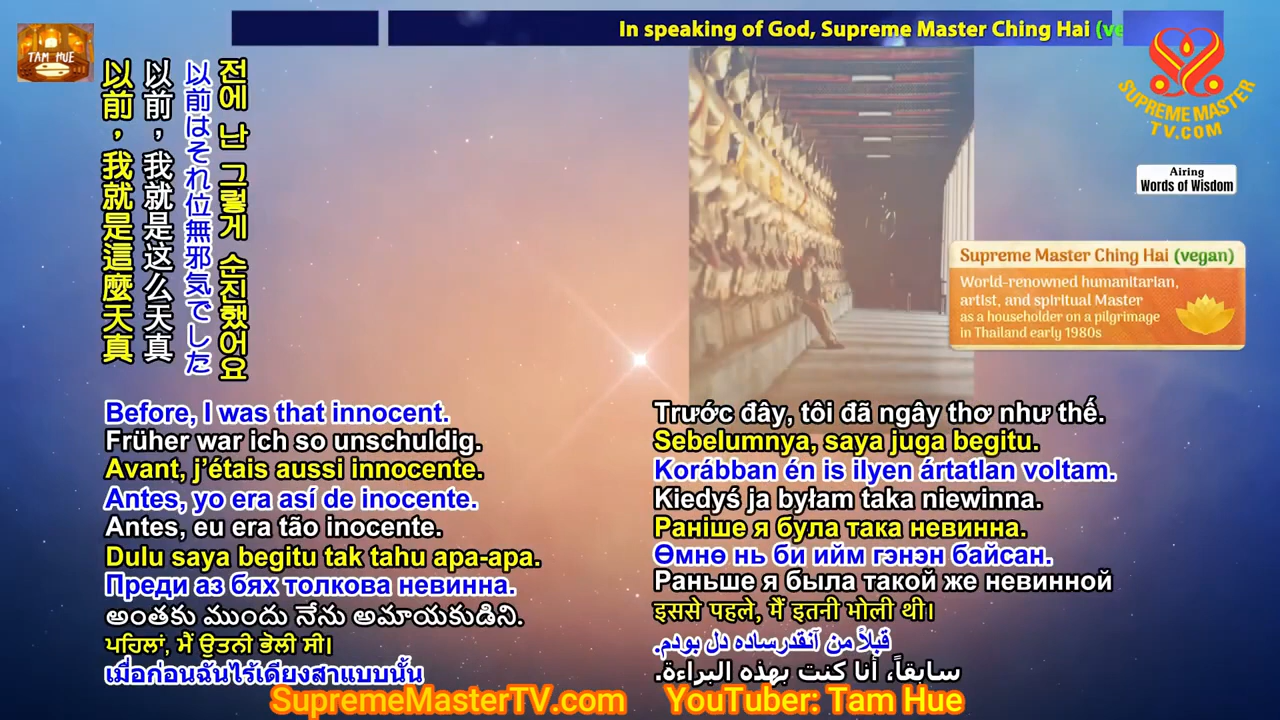 In speaking of God, Supreme Master Ching Hai (ve
TAM HUE
SUPREME MASTER
TV.COM
Airing
Words of Wisdom
以前，我就是這麼天真
以前，我就是这么天真
以前はそれ位無邪気でした
전에 난 그렇게 순진했어요
Supreme Master Ching Hai (vegan)
World-renowned humanitarian,
artist, and spiritual Master
as a householder on a pilgrimage
in Thailand early 1980s
Before, I was that innocent.
Früher war ich so unschuldig.
Avant, j’étais aussi innocente.
Antes, yo era así de inocente.
Antes, eu era tão inocente.
Dulu saya begitu tak tahu apa-apa.
Преди аз бях толкова невинна.
అంతకు ముందు నేను అమాయకుడిని.
ਪਹਿਲਾਂ, ਮੈਂ ਉਤਨੀ ਭੋਲੀ ਸੀ।
เมื่อก่อนฉันไร้เดียงสาแบบนั้น
Trước đây, tôi đã ngây thơ như thế.
Sebelumnya, saya juga begitu.
Korábban én is ilyen ártatlan voltam.
Kiedyś ja byłam taka niewinna.
Раніше я була така невинна.
Өмнө нь би ийм гэнэн байсан.
Раньше я была такой же невинной
इससे पहले, मैं इतनी भोली थी।
قبلاً من آنقدرساده دل بودم.
سابقاً، أنا كنت بهذه البراءة.
SupremeMasterTV.com
YouTuber: Tam Hue